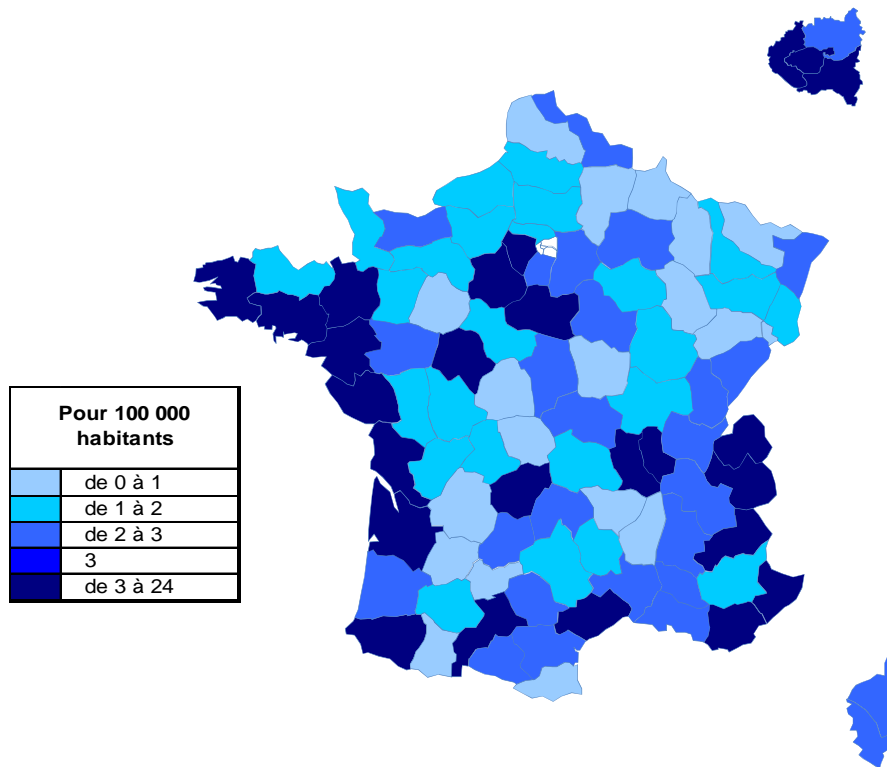 Pour 100 000
habitants
de 0 à 1
de 1 à 2
de 2 à 3
3
de 3 à 24